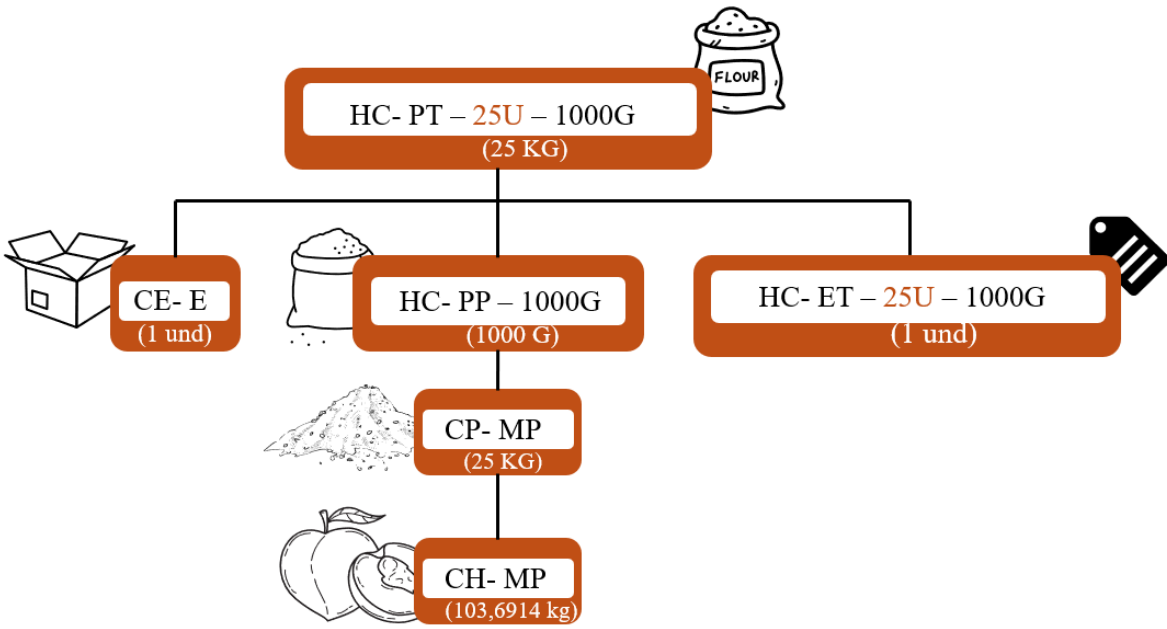 FLOUR
HC- PT – 25U – 1000G
(25 KG)
CE- E
(1 und)
HC- PP – 1000G
(1000 G)
HC- ET – 25U – 1000G
(1 und)
CP- MP
(25 KG)
CH- MP
(103,6914 kg)